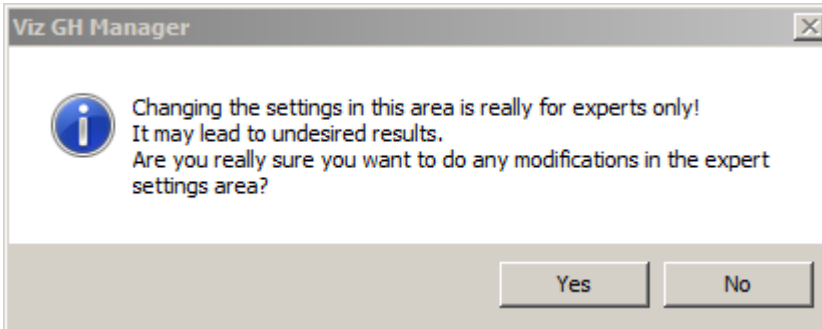 Viz GH Manager
Changing the settings in this area is really for experts only!
It may lead to undesired results.
Are you really sure you want to do any modifications in the expert
settings area?
Yes No